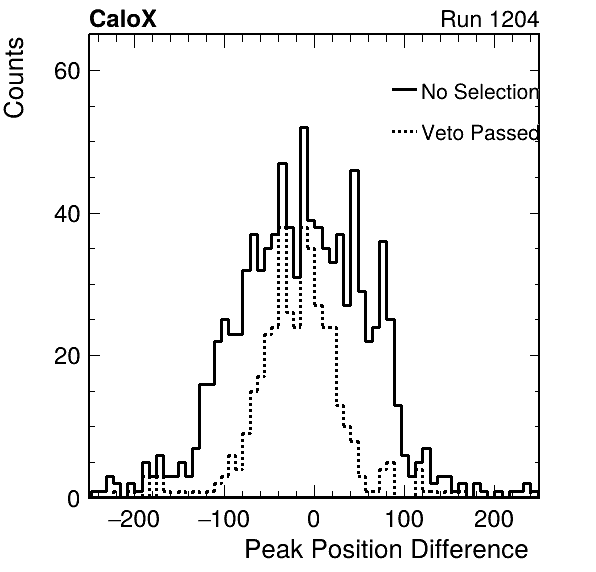 CaloX Run 1204
Counts
60
No Selection
Veto Passed
40
20
0
−200 −100 0 100 200
Peak Position Difference